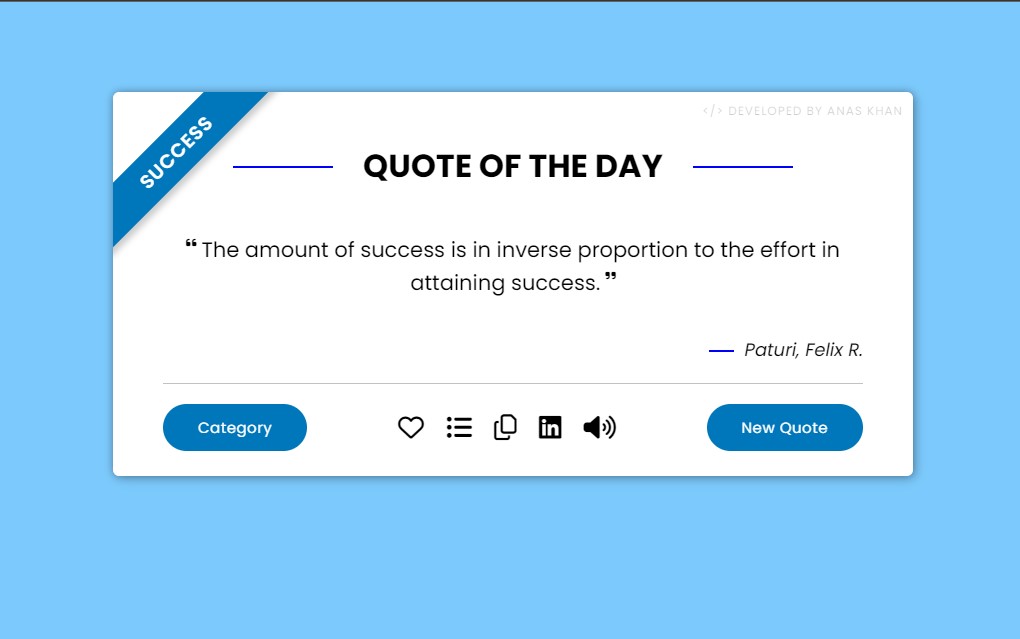 </> DEVELOPED BY ANAS KHAN
SUCCESS
QUOTE OF THE DAY
❝ The amount of success is in inverse proportion to the effort in
attaining success. ❞
Paturi, Felix R.
Category
in
New Quote